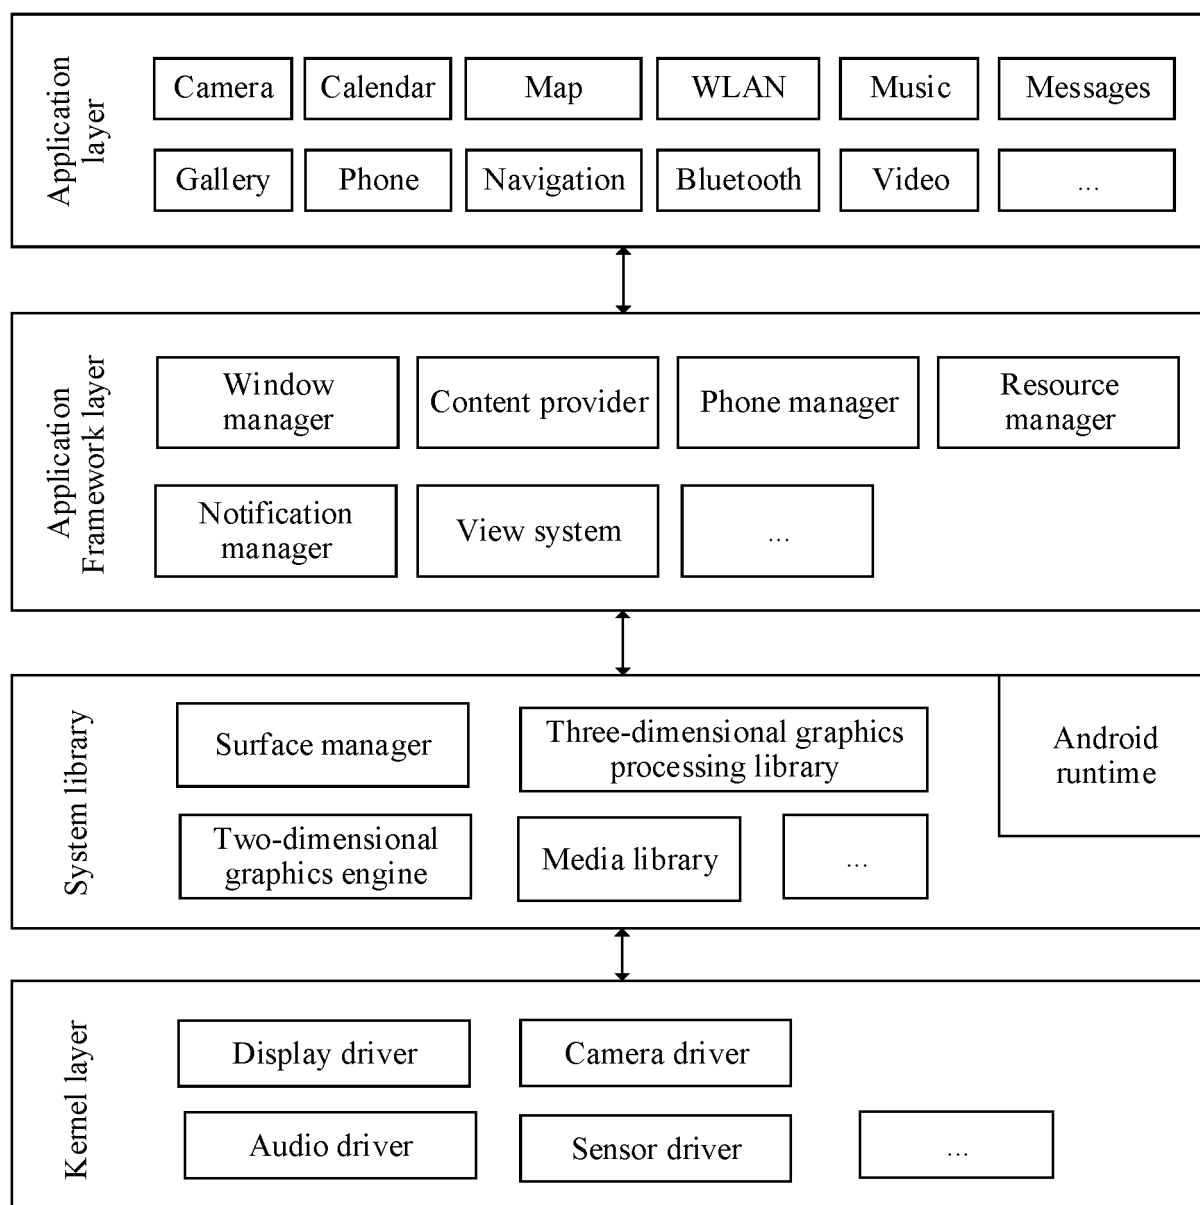 Application
layer
Camera
Calendar
Map
WLAN
Music
Messages
Gallery
Phone
Navigation
Bluetooth
Video
...
Application
Framework layer
Window
manager
Content provider
Phone manager
Resource
manager
Notification
manager
View system
...
System library
Surface manager
Three-dimensional graphics
processing library
Android
runtime
Two-dimensional
graphics engine
Media library
...
Kernel layer
Display driver
Camera driver
Audio driver
Sensor driver
...